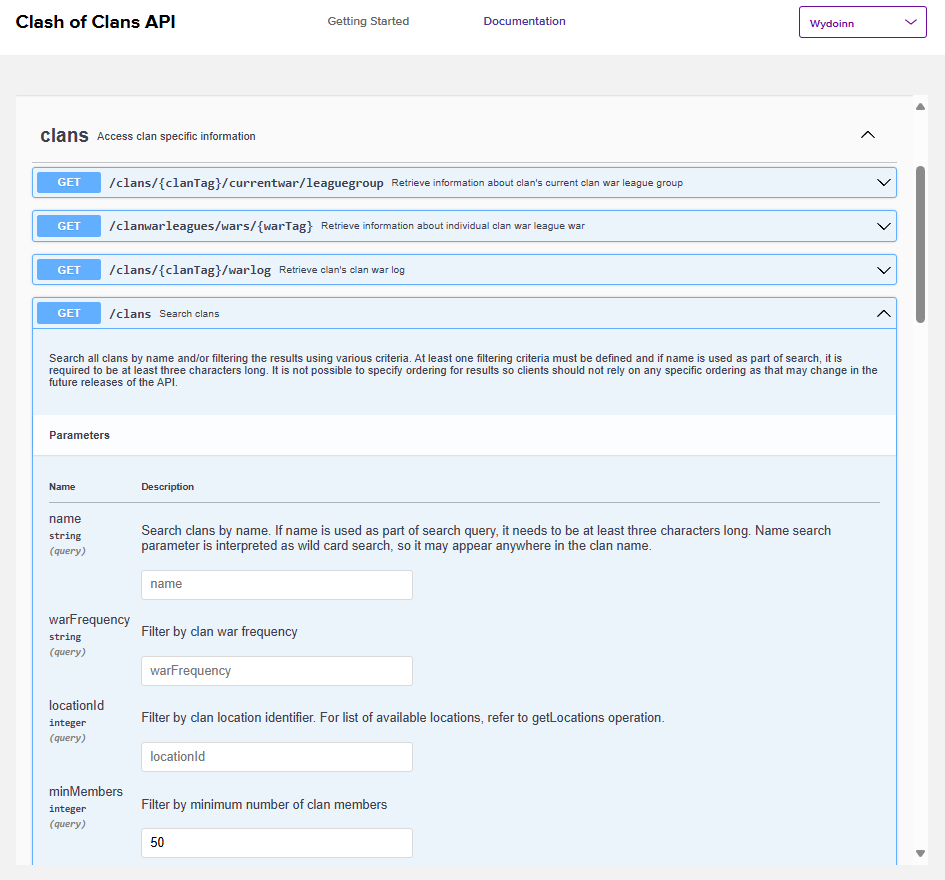 Clash of Clans API
Getting Started
Documentation
Wydoinn
clans Access clan specific information
GET /clans/{clanTag}/currentwar/leaguegroup Retrieve information about clan's current clan war league group
GET /clanwarleagues/wars/{warTag} Retrieve information about individual clan war league war
GET /clans/{clanTag}/warlog Retrieve clan's clan war log
GET /clans Search clans
Search all clans by name and/or filtering the results using various criteria. At least one filtering criteria must be defined and if name is used as part of search, it is
required to be at least three characters long. It is not possible to specify ordering for results so clients should not rely on any specific ordering as that may change in the
future releases of the API.
Parameters
Name Description
name
string
(query)
Search clans by name. If name is used as part of search query, it needs to be at least three characters long. Name search
parameter is interpreted as wild card search, so it may appear anywhere in the clan name.
name
warFrequency
string
(query)
Filter by clan war frequency
warFrequency
locationId
integer
(query)
Filter by clan location identifier. For list of available locations, refer to getLocations operation.
locationId
minMembers
integer
(query)
Filter by minimum number of clan members
50